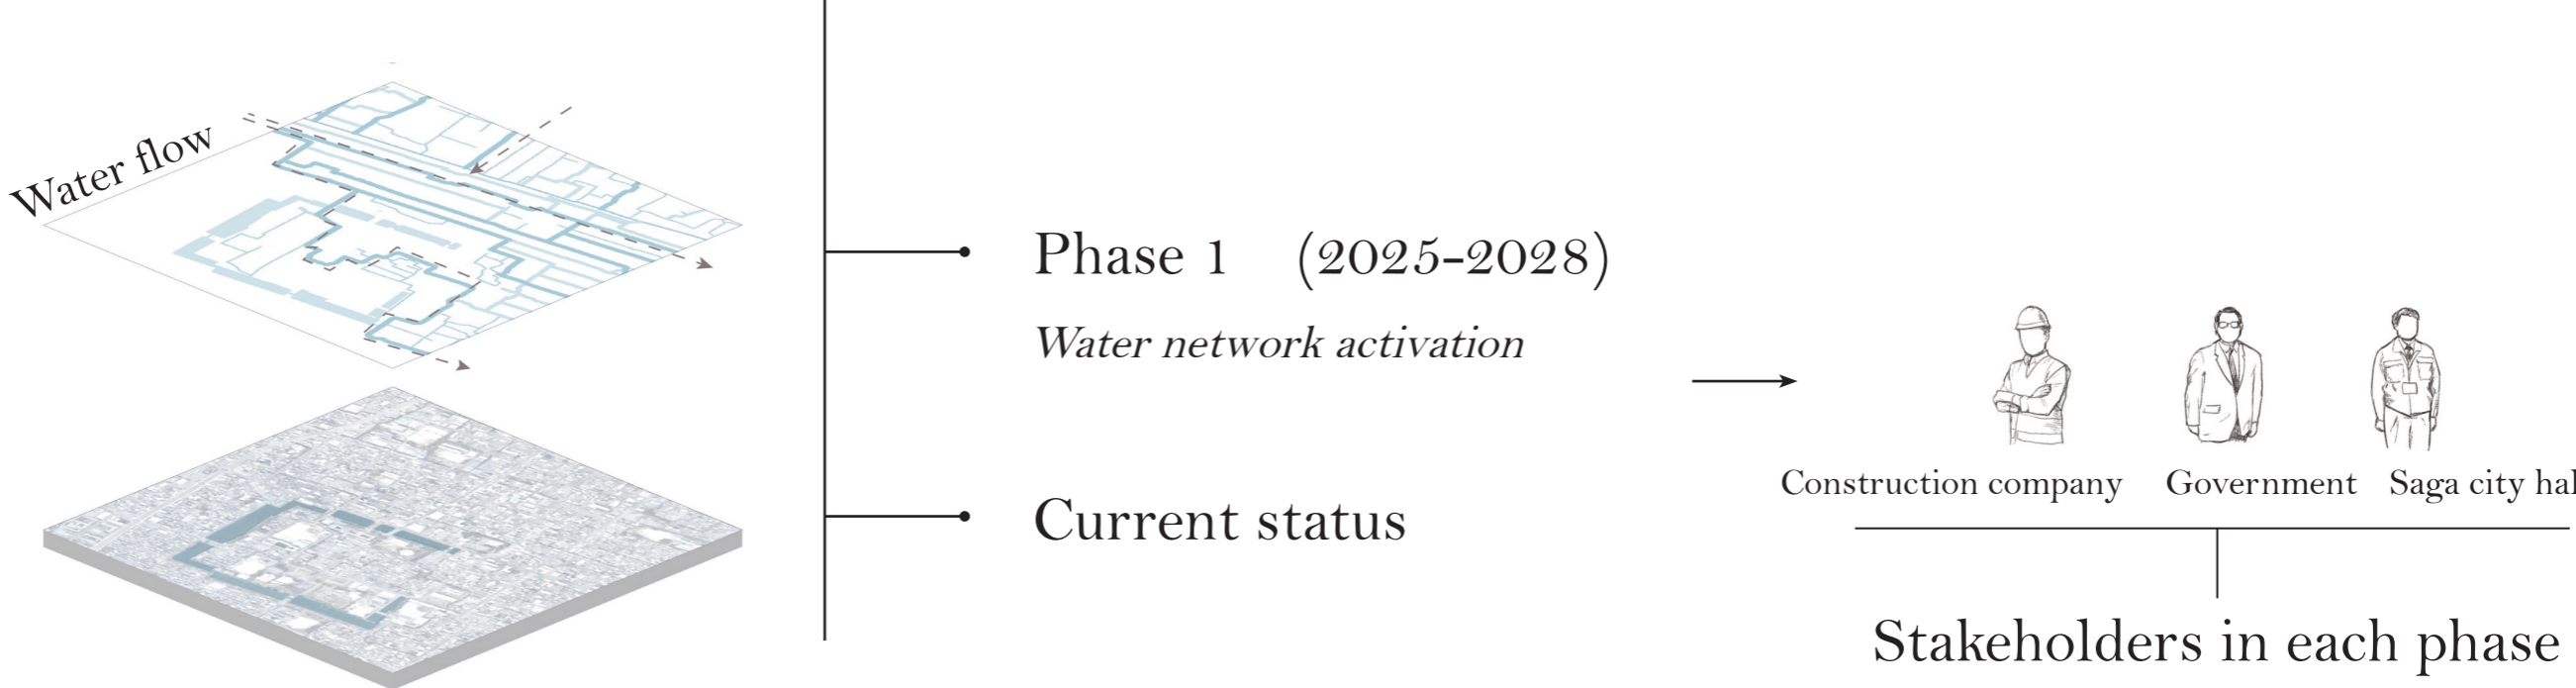 Water flow
Phase 1 (2025-2028)
Water network activation
Current status
Construction company
Government
Saga city hal
Stakeholders in each phase